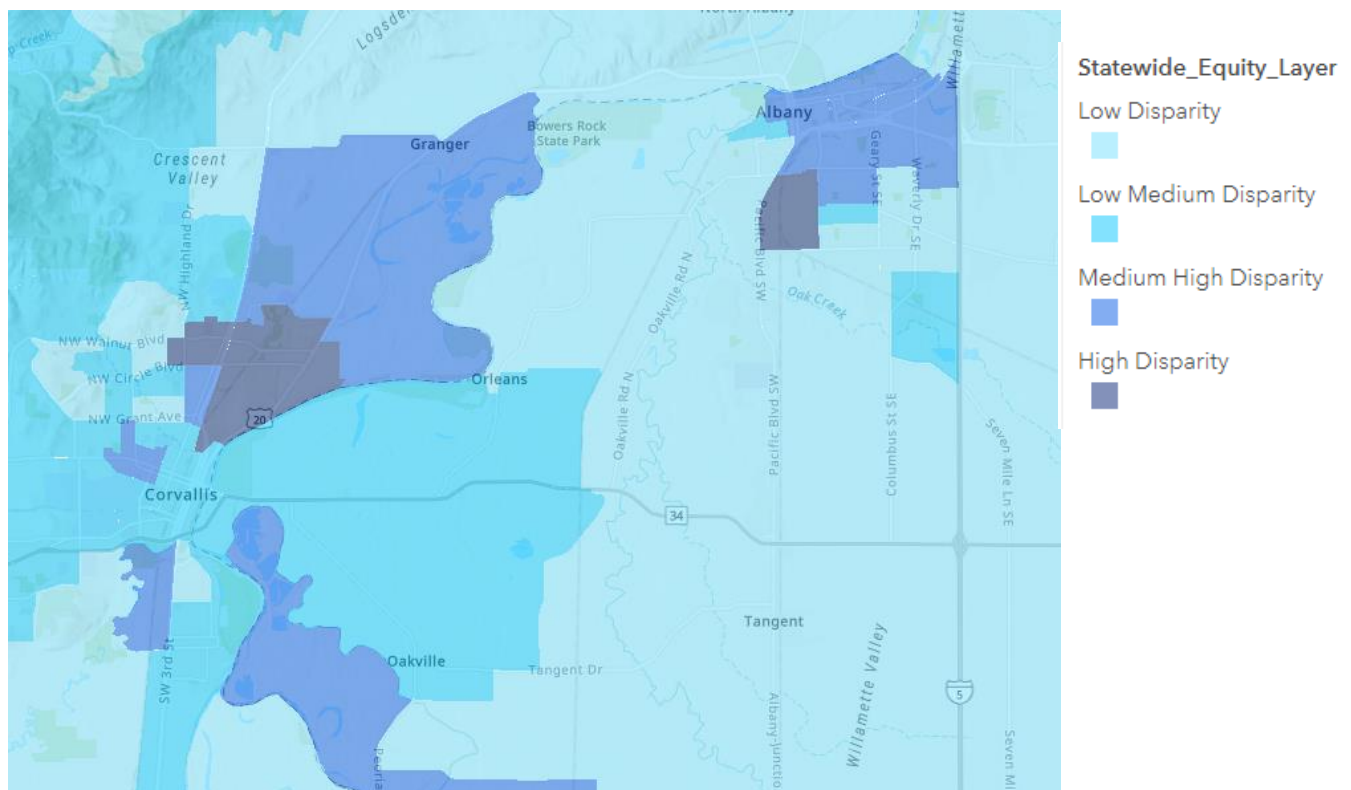 North Albany
Logsden
Willamette
p Creek
Statewide_Equity_Layer
Low Disparity
Low Medium Disparity
Medium High Disparity
High Disparity
Albany
Bowers Rock
State Park
Granger
Crescent
Valley
Geary St SE
Waverly Dr SE
NW Highland Dr
Pacific Blvd SW
Oak Creek
Oakville Rd N
NW Walnut Blvd
NW Circle Blvd
Orleans
NW Grant Ave
20
Oakville Rd N
Pacific Blvd SW
Columbus St SE
Seven Mile Ln SE
Corvallis
34
Tangent
Oakville
Tangent Dr
SW 3rd St
Willamette Valley
5
Albany-Junctio
Peoria
Seven Mi